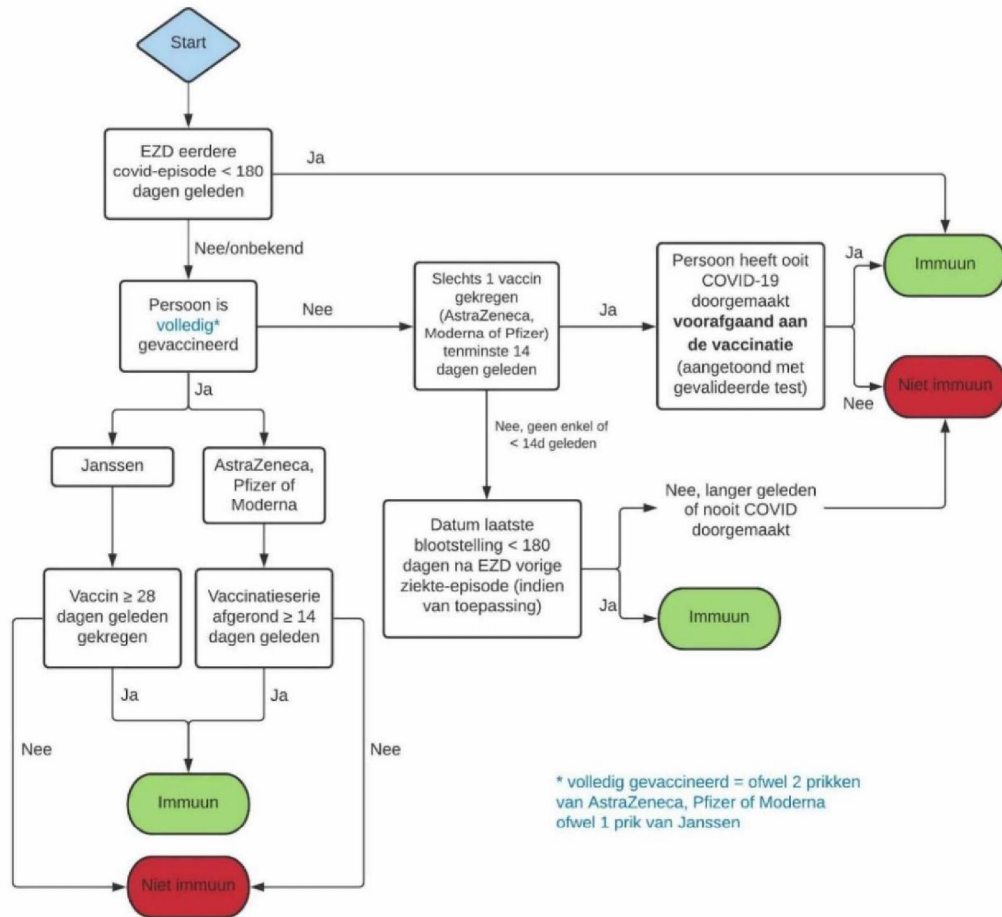 Start
EZD eerdere
covid-episode < 180
dagen geleden
Ja
Nee/onbekend
Persoon is
volledig*
gevaccineerd
Nee
Slechts 1 vaccin
gekregen
(AstraZeneca,
Moderna of Pfizer)
tenminste 14
dagen geleden
Ja
Persoon heeft ooit
COVID-19
doorgemaakt
voorafgaand aan
de vaccinatie
(aangetoond met
gevalideerde test)
Ja
Immuun
Nee
Niet immuun
Ja
Janssen
AstraZeneca,
Pfizer of
Moderna
Nee, geen enkel of
< 14d geleden
Datum laatste
blootstelling < 180
dagen na EZD vorige
ziekte-episode (indien
van toepassing)
Nee, langer geleden
of nooit COVID
doorgemaakt
Ja
Immuun
Vaccin ≥ 28
dagen geleden
gekregen
Vaccinatieserie
afgerond ≥ 14
dagen geleden
Ja
Ja
Nee
Nee
Immuun
Niet immuun
* volledig gevaccineerd = ofwel 2 prikken
van AstraZeneca, Pfizer of Moderna
ofwel 1 prik van Janssen